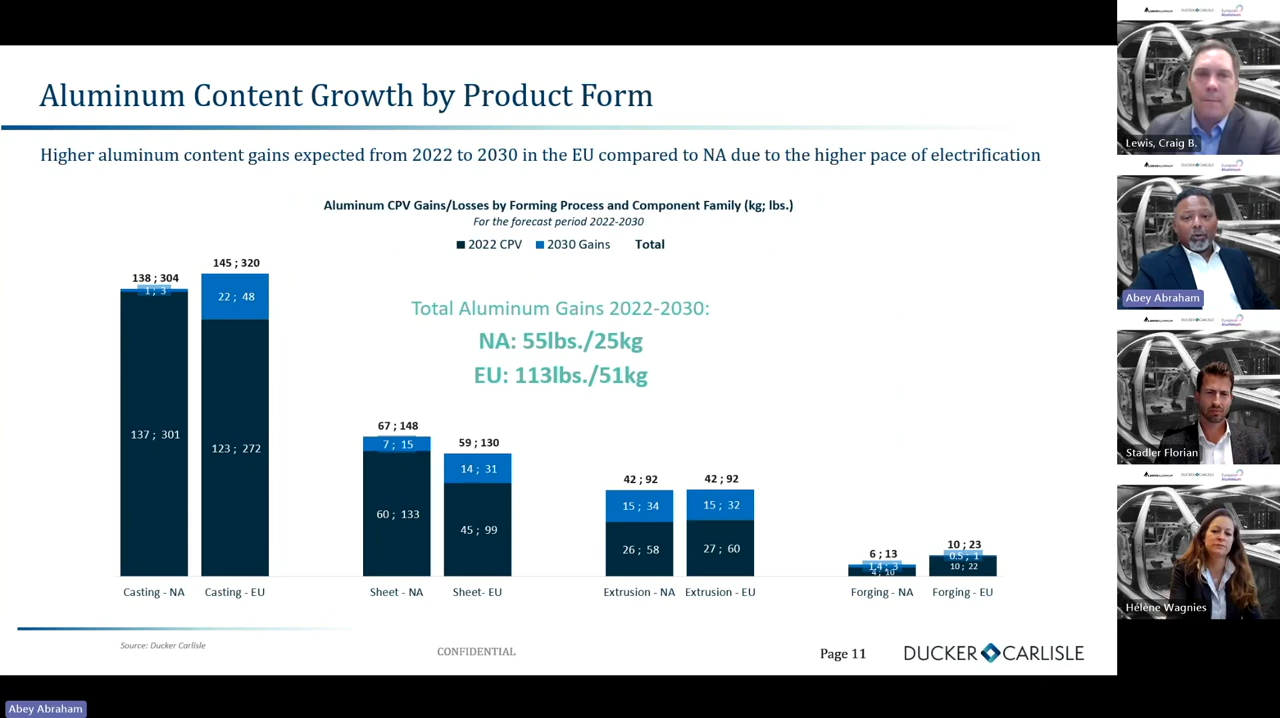 Aluminum Content Growth by Product Form
Higher aluminum content gains expected from 2022 to 2030 in the EU compared to NA due to the higher pace of electrification
Aluminum CPV Gains/Losses by Forming Process and Component Family (kg; lbs.)
For the forecast period 2022-2030
2022 CPV 2030 Gains Total
Total Aluminum Gains 2022-2030:
NA: 55lbs./25kg
EU: 113lbs./51kg
138 ; 304
1 ; 3
137 ; 301
145 ; 320
22 ; 48
123 ; 272
67 ; 148
7 ; 15
60 ; 133
59 ; 130
14 ; 31
45 ; 99
42 ; 92
15 ; 34
26 ; 58
42 ; 92
15 ; 32
27 ; 60
6 ; 13
1.4 ; 3
4 ; 10
10 ; 23
0.5 ; 1
10 ; 22
Casting - NA Casting - EU Sheet - NA Sheet- EU Extrusion - NA Extrusion - EU Forging - NA Forging - EU
Source: Ducker Carlisle
CONFIDENTIAL
Page 11
DUCKER CARLISLE
Lewis, Craig B.
Abey Abraham
Stadler Florian
Hélène Wagnies
Abey Abraham